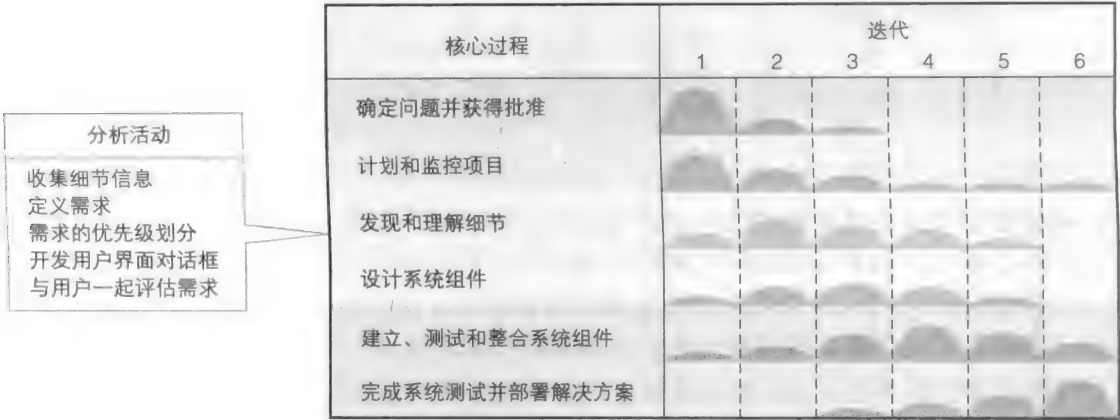 核心过程
迭代
1 2 3 4 5 6
确定问题并获得批准
计划和监控项目
发现和理解细节
设计系统组件
建立、测试和整合系统组件
完成系统测试并部署解决方案
分析活动
收集细节信息
定义需求
需求的优先级划分
开发用户界面对话框
与用户一起评估需求